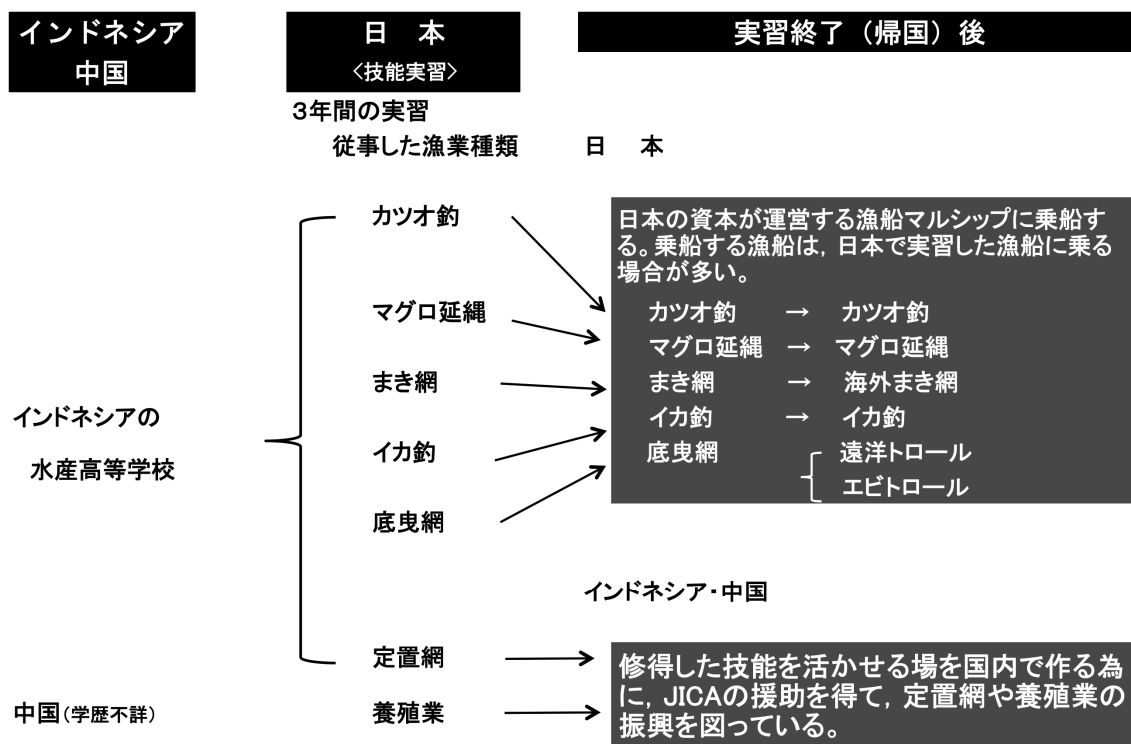 インドネシア
中国
日　本
〈技能実習〉
実習終了（帰国）後
３年間の実習
従事した漁業種類
日　本
カツオ釣
マグロ延縄
まき網
イカ釣
底曳網
インドネシアの
水産高等学校
定置網
中国（学歴不詳）
養殖業
日本の資本が運営する漁船マルシップに乗船す
る。乗船する漁船は，日本で実習した漁船に乗る
場合が多い。
カツオ釣　→　カツオ釣
マグロ延縄　→　マグロ延縄
まき網　→　海外まき網
イカ釣　→　イカ釣
底曳網　遠洋トロール
エビトロール
インドネシア・中国
修得した技能を活かせる場を国内で作る為
に，JICAの援助を得て，定置網や養殖業の
振興を図っている。